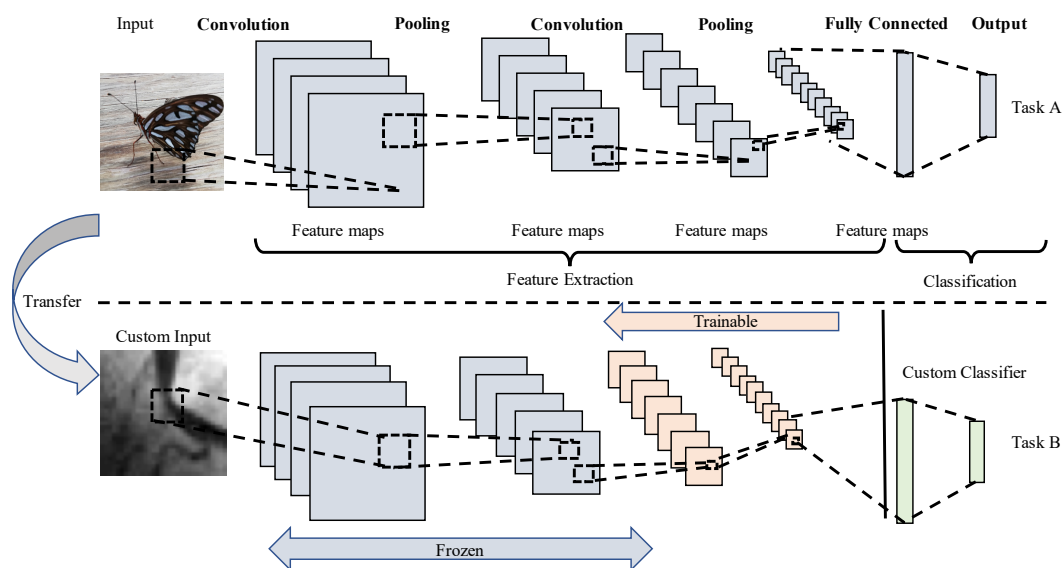 Input Convolution Pooling Convolution Pooling Fully Connected Output
Task A
Feature maps Feature maps Feature maps Feature maps
Feature Extraction Classification
Transfer
Trainable
Custom Input
Custom Classifier
Task B
Frozen